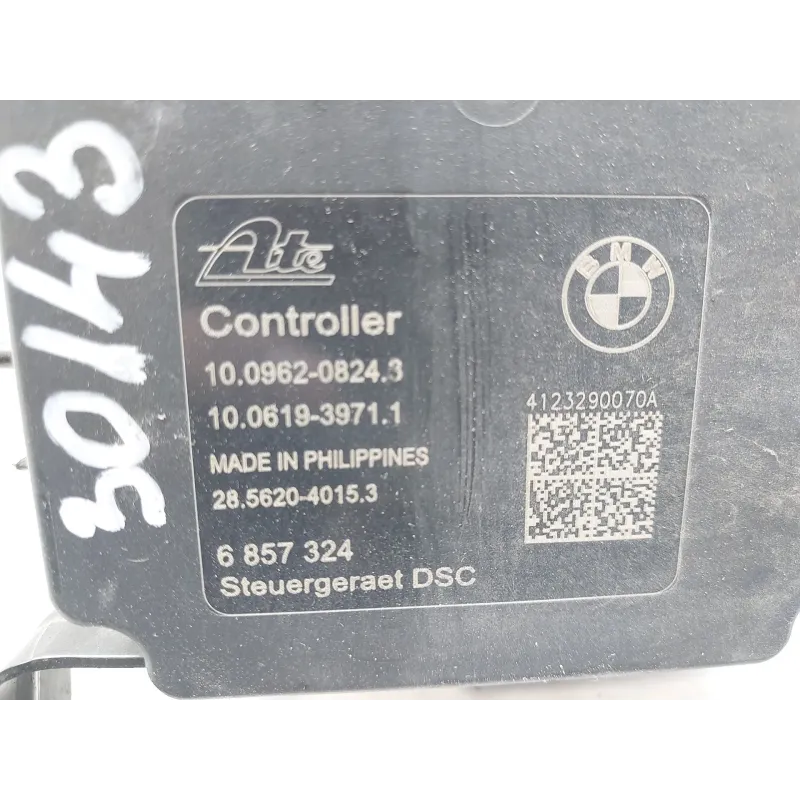 30143
Ate
BMW
Controller
10.0962-0824.3
10.0619-3971.1
4123290070A
MADE IN PHILIPPINES
28.5620-4015.3
6 857 324
Steuergeraet DSC